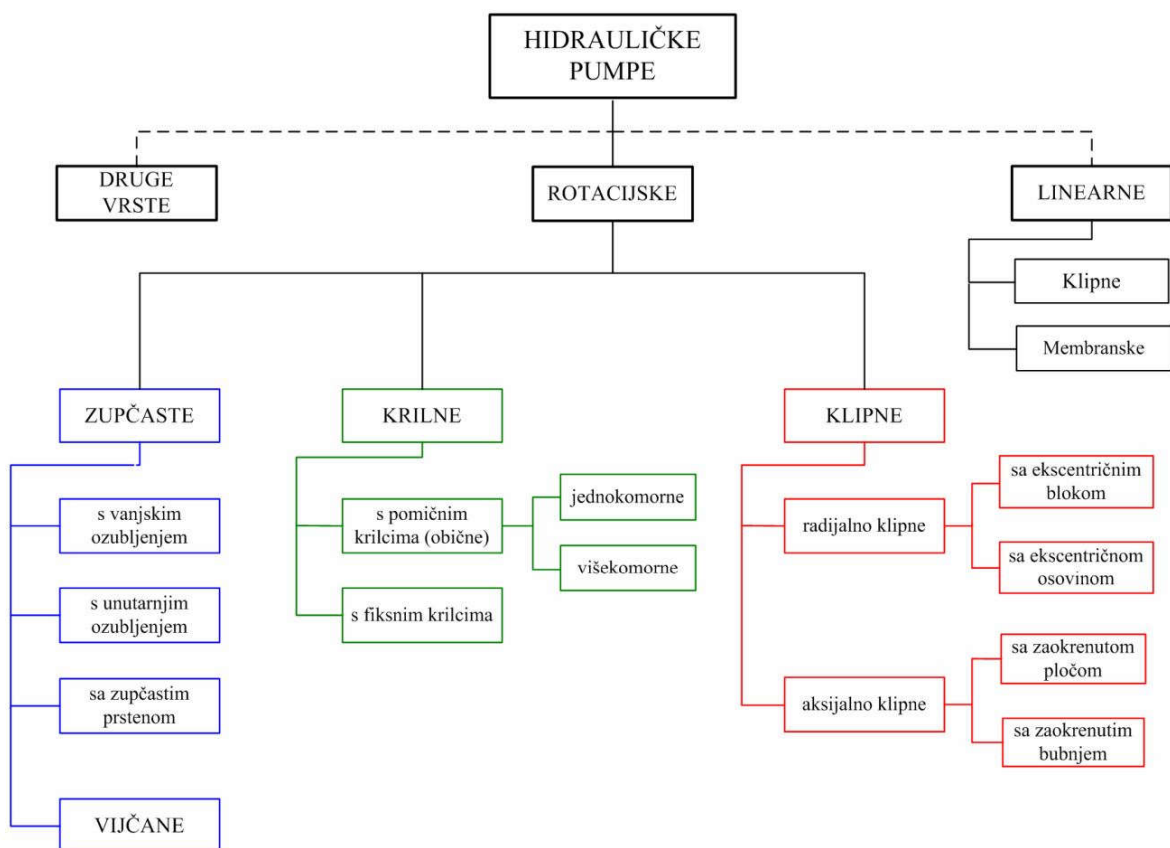 HIDRAULIČKE
PUMPE
DRUGE
VRSTE
ROTACIJSKE
LINEARNE
Klipne
Membranske
ZUPČASTE
s vanjskim
ozubljenjem
s unutarnjim
ozubljenjem
sa zupčastim
prstenom
VIJČANE
KRILNE
s pomičnim
krilcima (obične)
jednokomorne
višekomorne
s fiksnim krilcima
KLIPNE
radijalno klipne
sa ekscentričnim
blokom
sa ekscentričnom
osovinom
aksijalno klipne
sa zaokrenutom
pločom
sa zaokrenutim
bubnjem